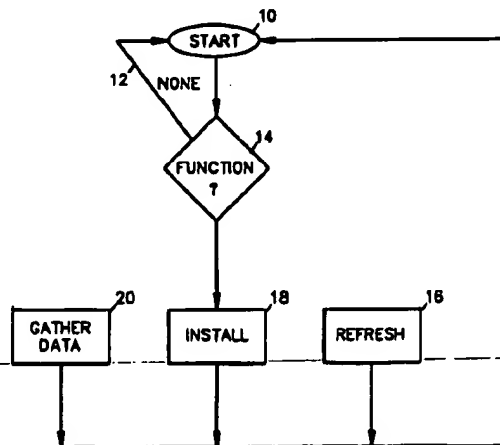 10
START
12
NONE
14
FUNCTION
?
20
18
16
GATHER
DATA
INSTALL
REFRESH